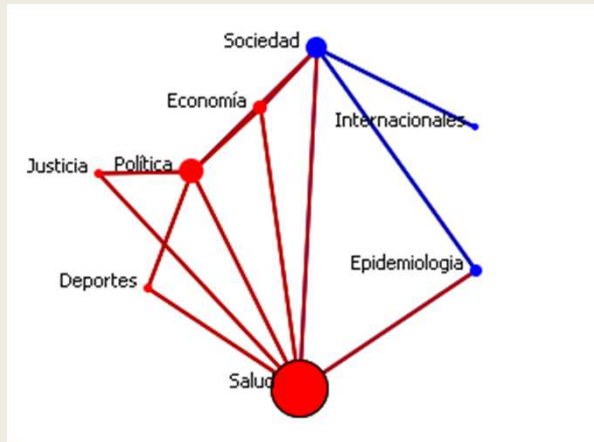 Sociedad
Economía
Internacionales
Justicia
Política
Epidemiologia
Deportes
Salud